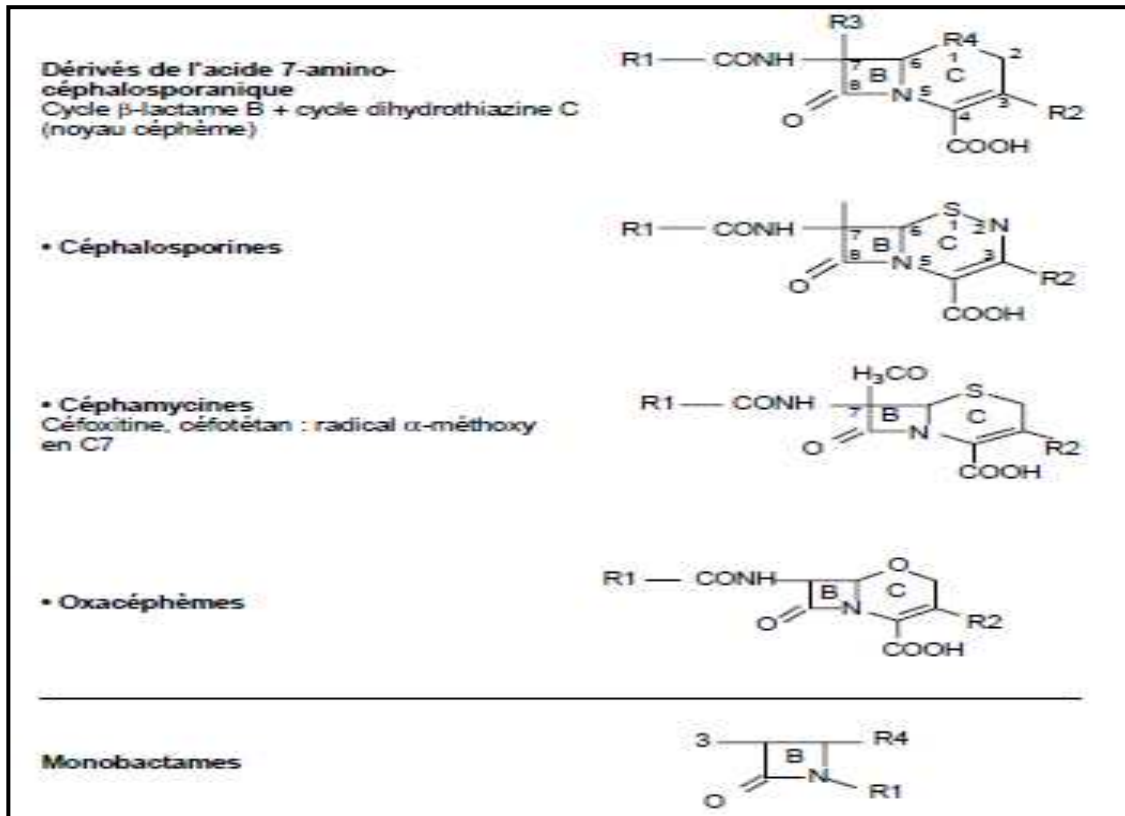 Dérivés de l'acide 7-amino-
céphalosporanique
Cycle β-lactame B + cycle dihydrothiazine C
(noyau céphème)
R1 CONH R3 7 6 R4 1 2 B C 8 N 5 4 3 R2 O COOH
• Céphalosporines
R1 CONH 7 6 S 1 2 N B C 8 N 5 3 R2 O COOH
• Céphamycines
Céfoxitine, céfotétan : radical α-méthoxy
en C7
R1 CONH H₃CO 7 B S C N R2 O COOH
• Oxacéphèmes
R1 CONH B O C N R2 O COOH
Monobactames
3 B R4 N R1 O